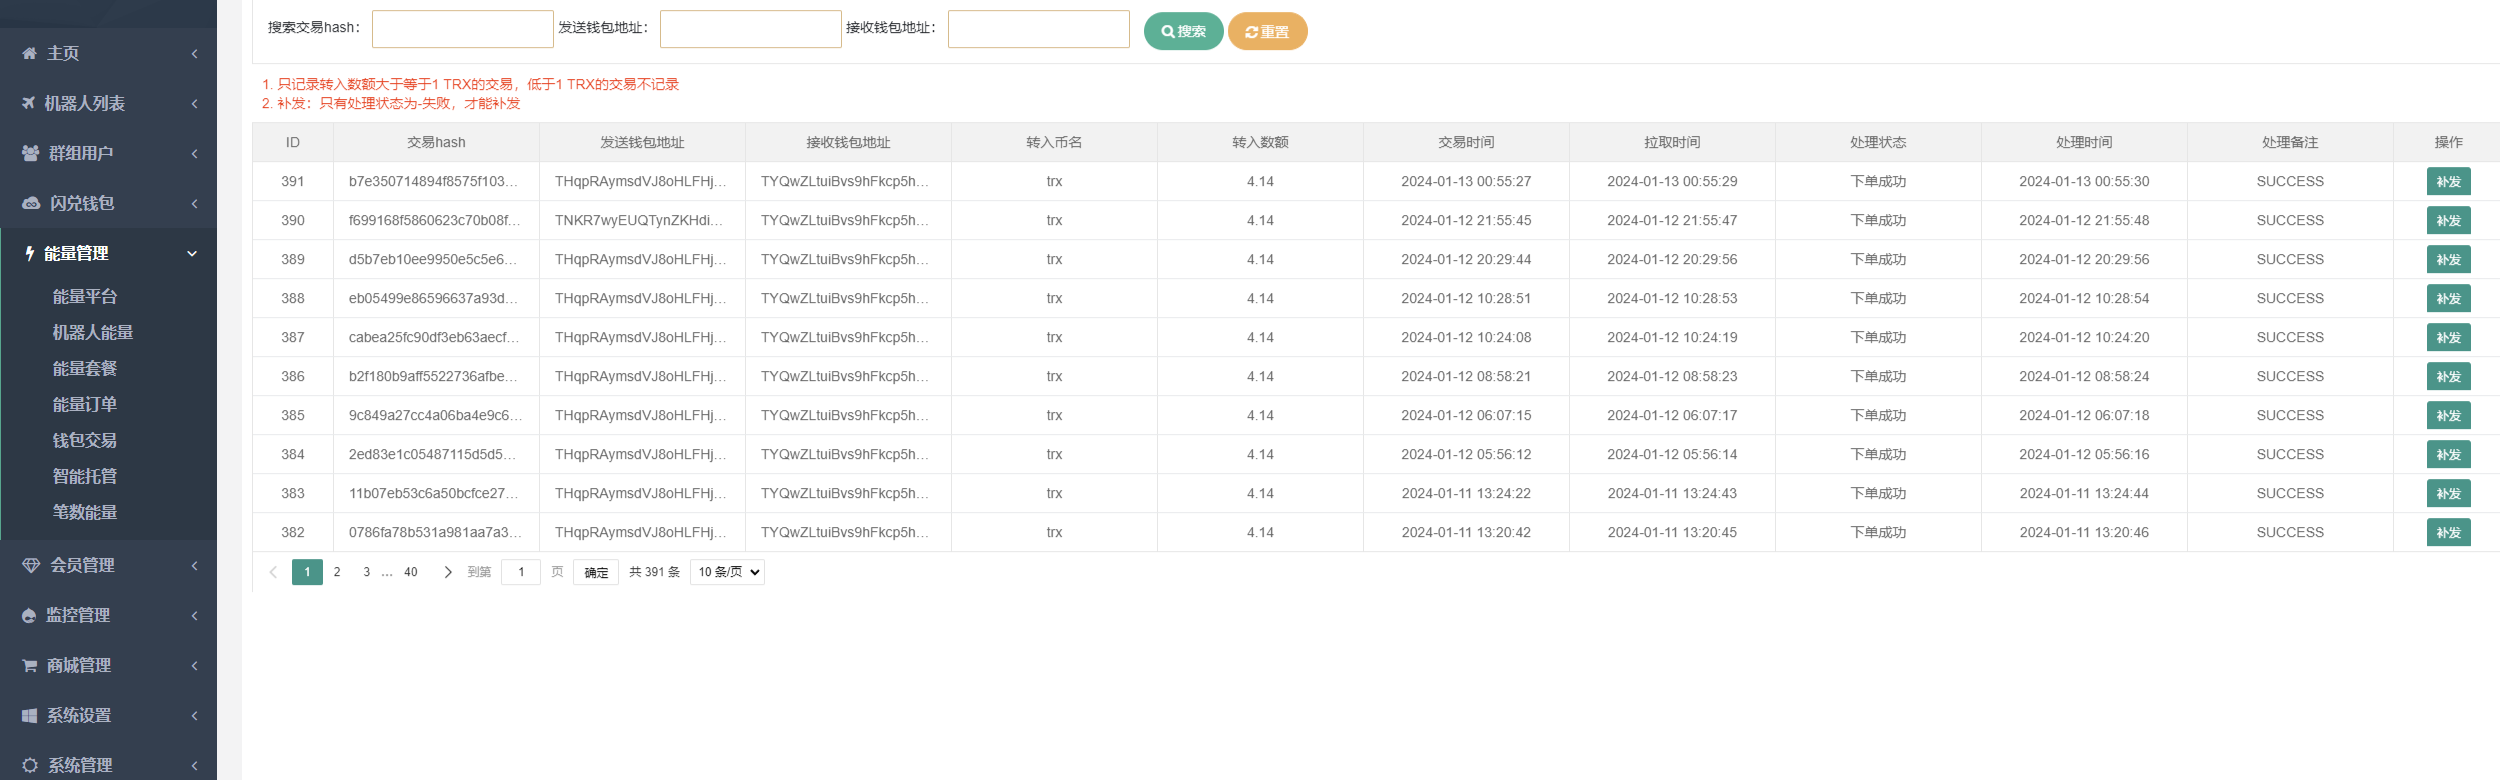 主页
机器人列表
群组用户
闪兑钱包
能量管理
能量平台
机器人能量
能量套餐
能量订单
钱包交易
智能托管
笔数能量
会员管理
监控管理
商城管理
系统设置
系统管理
搜索交易hash： 发送钱包地址： 接收钱包地址： 搜索 重置
1. 只记录转入数额大于等于1 TRX的交易，低于1 TRX的交易不记录
2. 补发：只有处理状态为-失败，才能补发
ID 交易hash 发送钱包地址 接收钱包地址 转入币名 转入数额 交易时间 拉取时间 处理状态 处理时间 处理备注 操作
391 b7e350714894f8575f103... THqpRAymsdVJ8oHLFHj... TYQwZLtuiBvs9hFkcp5h... trx 4.14 2024-01-13 00:55:27 2024-01-13 00:55:29 下单成功 2024-01-13 00:55:30 SUCCESS 补发
390 f699168f5860623c70b08f... TNKR7wyEUQTynZKHdi... TYQwZLtuiBvs9hFkcp5h... trx 4.14 2024-01-12 21:55:45 2024-01-12 21:55:47 下单成功 2024-01-12 21:55:48 SUCCESS 补发
389 d5b7eb10ee9950e5c5e6... THqpRAymsdVJ8oHLFHj... TYQwZLtuiBvs9hFkcp5h... trx 4.14 2024-01-12 20:29:44 2024-01-12 20:29:56 下单成功 2024-01-12 20:29:56 SUCCESS 补发
388 eb05499e86596637a93d... THqpRAymsdVJ8oHLFHj... TYQwZLtuiBvs9hFkcp5h... trx 4.14 2024-01-12 10:28:51 2024-01-12 10:28:53 下单成功 2024-01-12 10:28:54 SUCCESS 补发
387 cabea25fc90df3eb63aecf... THqpRAymsdVJ8oHLFHj... TYQwZLtuiBvs9hFkcp5h... trx 4.14 2024-01-12 10:24:08 2024-01-12 10:24:19 下单成功 2024-01-12 10:24:20 SUCCESS 补发
386 b2f180b9aff5522736afbe... THqpRAymsdVJ8oHLFHj... TYQwZLtuiBvs9hFkcp5h... trx 4.14 2024-01-12 08:58:21 2024-01-12 08:58:23 下单成功 2024-01-12 08:58:24 SUCCESS 补发
385 9c849a27cc4a06ba4e9c6... THqpRAymsdVJ8oHLFHj... TYQwZLtuiBvs9hFkcp5h... trx 4.14 2024-01-12 06:07:15 2024-01-12 06:07:17 下单成功 2024-01-12 06:07:18 SUCCESS 补发
384 2ed83e1c05487115d5d5... THqpRAymsdVJ8oHLFHj... TYQwZLtuiBvs9hFkcp5h... trx 4.14 2024-01-12 05:56:12 2024-01-12 05:56:14 下单成功 2024-01-12 05:56:16 SUCCESS 补发
383 11b07eb53c6a50bcfce27... THqpRAymsdVJ8oHLFHj... TYQwZLtuiBvs9hFkcp5h... trx 4.14 2024-01-11 13:24:22 2024-01-11 13:24:43 下单成功 2024-01-11 13:24:44 SUCCESS 补发
382 0786fa78b531a981aa7a3... THqpRAymsdVJ8oHLFHj... TYQwZLtuiBvs9hFkcp5h... trx 4.14 2024-01-11 13:20:42 2024-01-11 13:20:45 下单成功 2024-01-11 13:20:46 SUCCESS 补发
1 2 3 ... 40 到第 1 页 确定 共 391 条 10 条/页